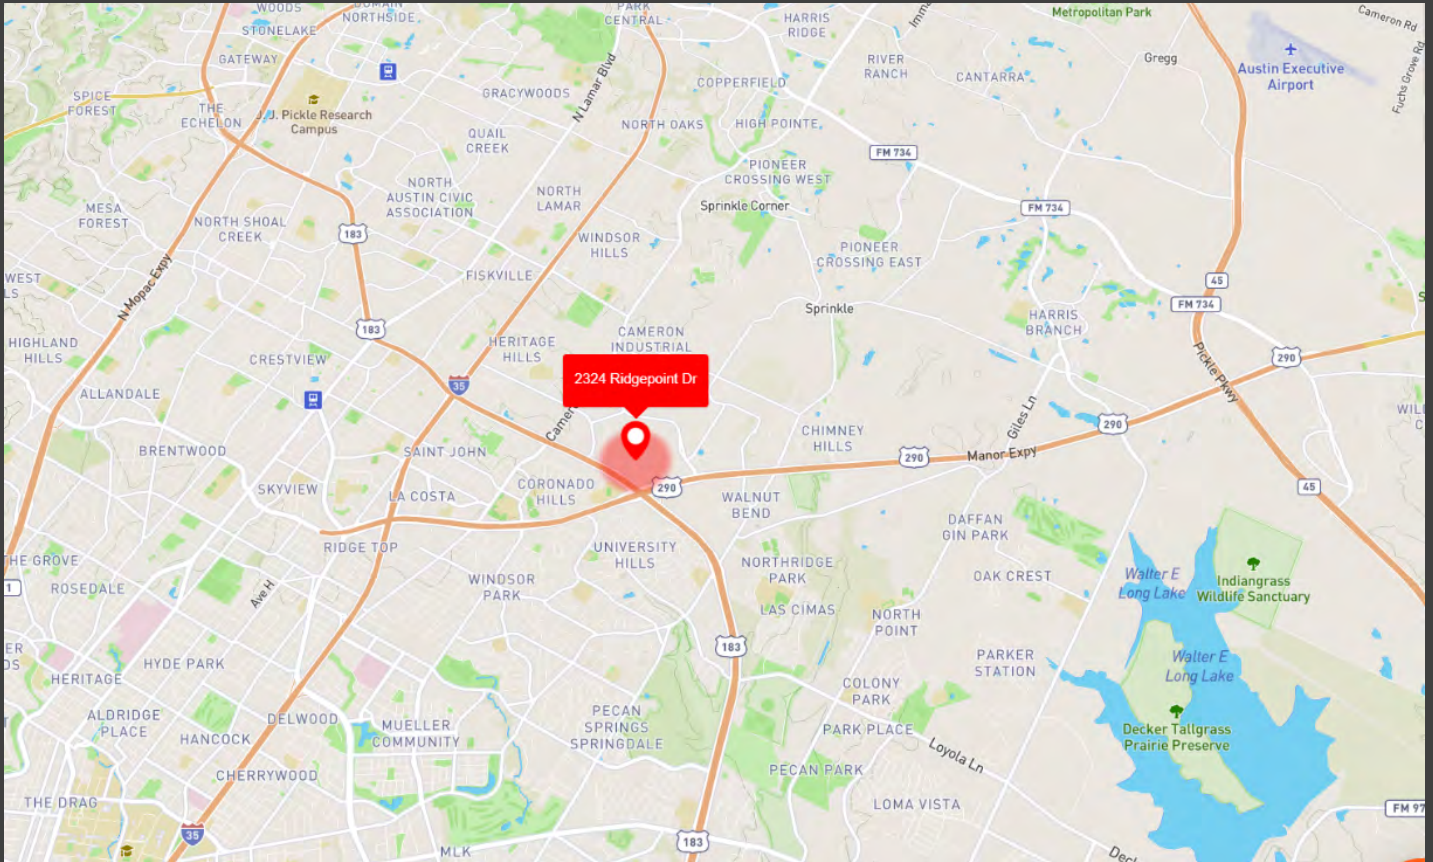 WOODS
DOMAIN
NORTHSIDE
PARK
CENTRAL
HARRIS
RIDGE
Metropolitan Park
Cameron Rd
STONELAKE
GATEWAY
RIVER
RANCH
Gregg
Austin Executive
Airport
Fuchs Grove Rd
SPICE
FOREST
THE
ECHELON
J.J. Pickle Research
Campus
GRACYWOODS
N Lamar Blvd
COPPERFIELD
CANTARRA
QUAIL
CREEK
NORTH OAKS
HIGH POINTE
FM 734
PIONEER
CROSSING WEST
NORTH
AUSTIN CIVIC
ASSOCIATION
NORTH
LAMAR
Sprinkle Corner
FM 734
MESA
FOREST
NORTH SHOAL
CREEK
183
WINDSOR
HILLS
PIONEER
CROSSING EAST
N Mopac Expy
FISKVILLE
45
FM 734
Sprinkle
HARRIS
BRANCH
183
HIGHLAND
HILLS
CRESTVIEW
HERITAGE
HILLS
CAMERON
INDUSTRIAL
290
Pickle Pkwy
35
2324 Ridgepoint Dr
ALLANDALE
Giles Ln
290
BRENTWOOD
SAINT JOHN
CHIMNEY
HILLS
290
Manor Expy
SKYVIEW
LA COSTA
CORONADO
HILLS
290
WALNUT
BEND
45
DAFFAN
GIN PARK
RIDGE TOP
UNIVERSITY
HILLS
NORTHRIDGE
PARK
THE GROVE
1
ROSEDALE
Ave H
WINDSOR
PARK
OAK CREST
Walter E
Long Lake
Indiangrass
Wildlife Sanctuary
LAS CIMAS
NORTH
POINT
183
HYDE PARK
HERITAGE
PARKER
STATION
Walter E
Long Lake
COLONY
PARK
ALDRIDGE
PLACE
DELWOOD
HANCOCK
MUELLER
COMMUNITY
PECAN
SPRINGS
SPRINGDALE
PARK PLACE
Decker Tallgrass
Prairie Preserve
Loyola Ln
CHERRYWOOD
PECAN PARK
THE DRAG
LOMA VISTA
FM 97
35
183
MLK